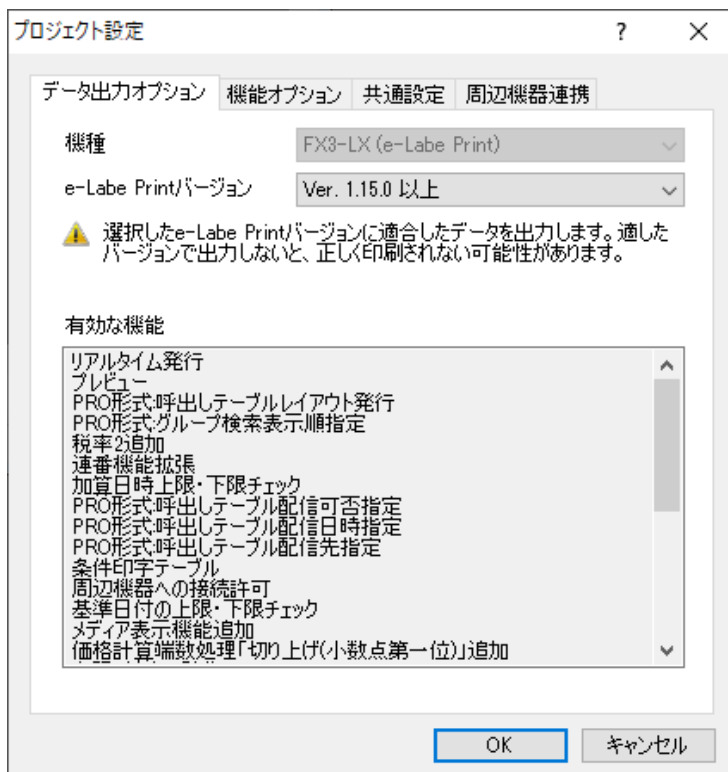 プロジェクト設定
?
データ出力オプション 機能オプション 共通設定 周辺機器連携
機種 FX3-LX (e-Labe Print)
e-Labe Printバージョン Ver. 1.15.0 以上
選択したe-Labe Printバージョンに適合したデータを出力します。適した
バージョンで出力しないと、正しく印刷されない可能性があります。
有効な機能
リアルタイム発行
プレビュー
PRO形式:呼出しテーブルレイアウト発行
PRO形式:グループ検索表示順指定
税率2追加
連番機能拡張
加算日時上限・下限チェック
PRO形式:呼出しテーブル配信可否指定
PRO形式:呼出しテーブル配信日時指定
PRO形式:呼出しテーブル配信先指定
条件印字テーブル
周辺機器への接続許可
基準日付の上限・下限チェック
メディア表示機能追加
価格計算端数処理「切り上げ(小数点第一位)」追加
OK キャンセル